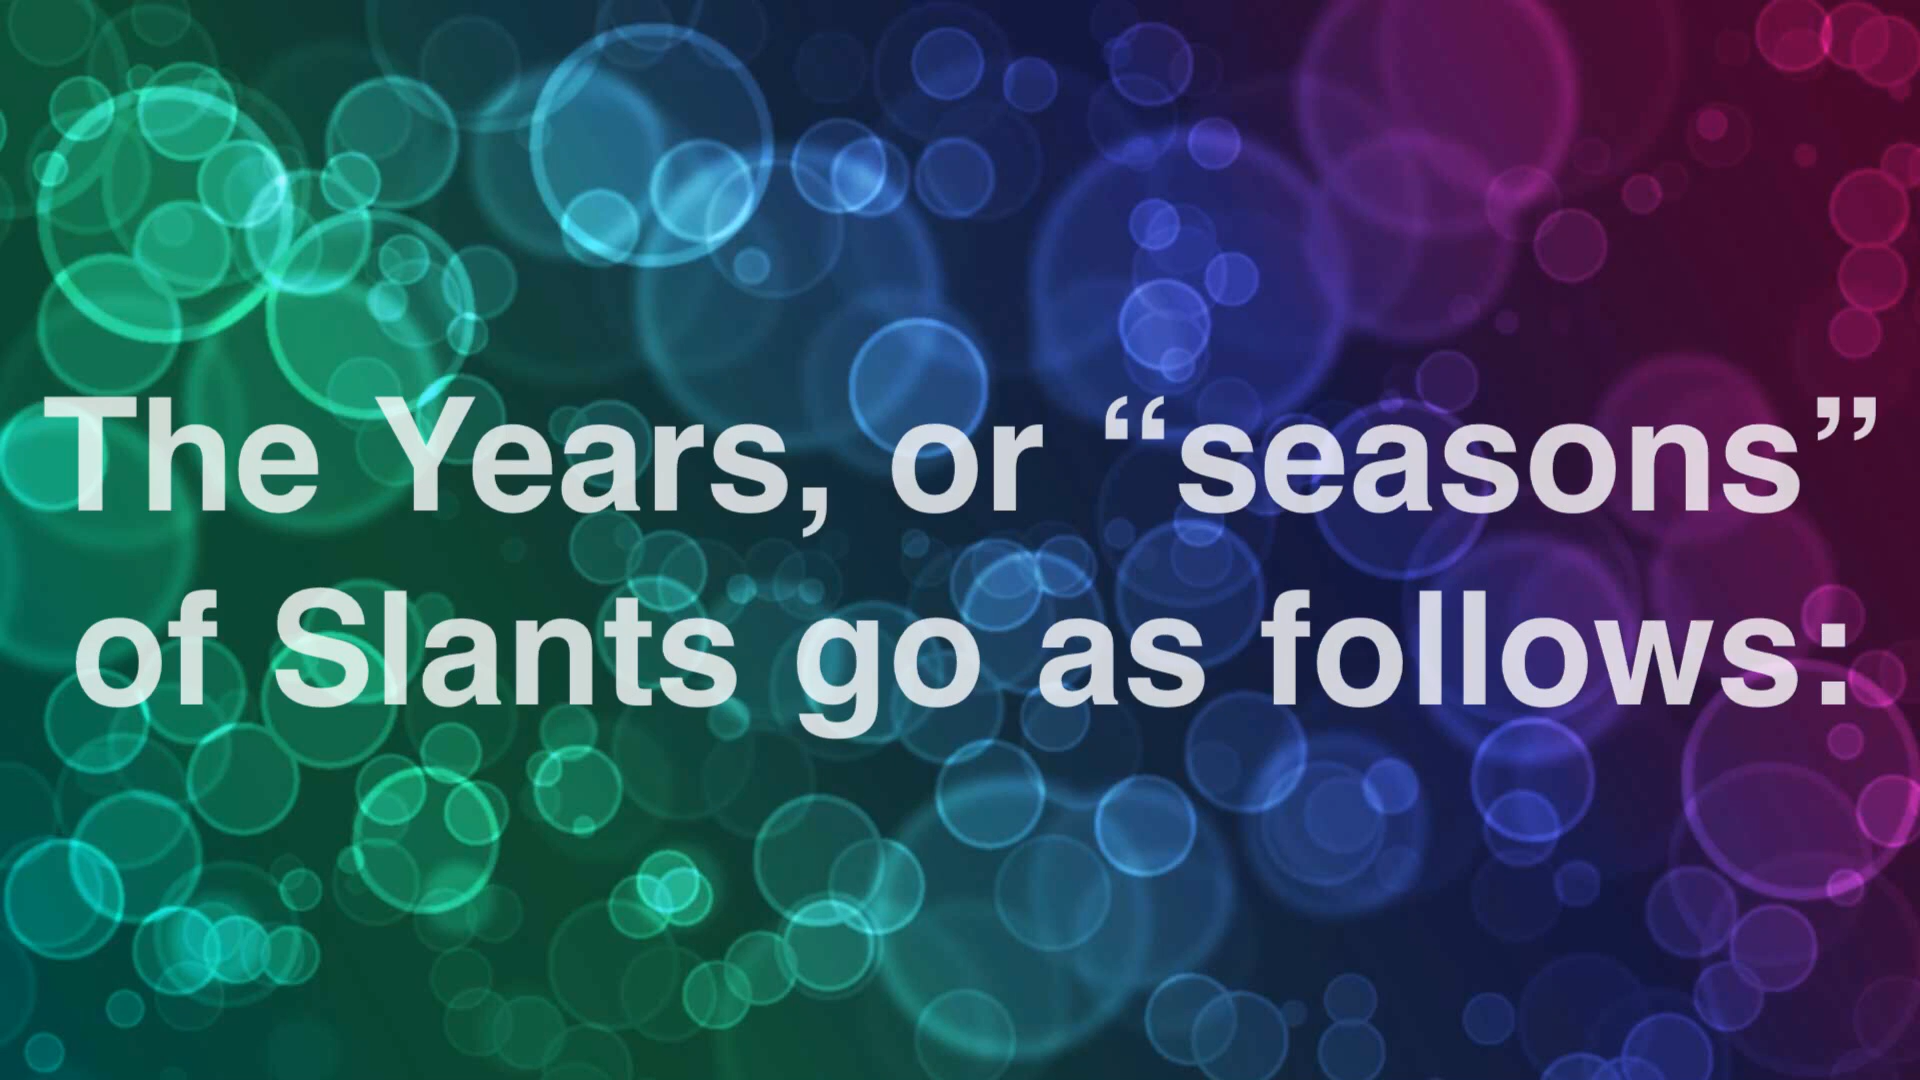 The Years, or “seasons”
of Slants go as follows: